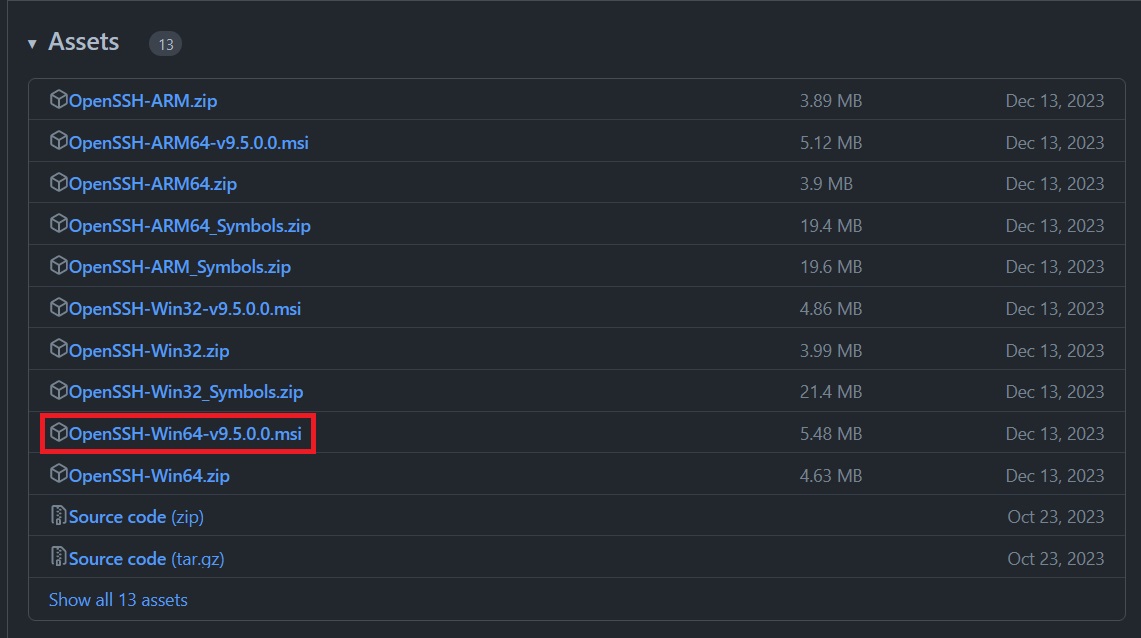 Assets 13
OpenSSH-ARM.zip 3.89 MB Dec 13, 2023
OpenSSH-ARM64-v9.5.0.0.msi 5.12 MB Dec 13, 2023
OpenSSH-ARM64.zip 3.9 MB Dec 13, 2023
OpenSSH-ARM64_Symbols.zip 19.4 MB Dec 13, 2023
OpenSSH-ARM_Symbols.zip 19.6 MB Dec 13, 2023
OpenSSH-Win32-v9.5.0.0.msi 4.86 MB Dec 13, 2023
OpenSSH-Win32.zip 3.99 MB Dec 13, 2023
OpenSSH-Win32_Symbols.zip 21.4 MB Dec 13, 2023
OpenSSH-Win64-v9.5.0.0.msi 5.48 MB Dec 13, 2023
OpenSSH-Win64.zip 4.63 MB Dec 13, 2023
Source code (zip) Oct 23, 2023
Source code (tar.gz) Oct 23, 2023
Show all 13 assets